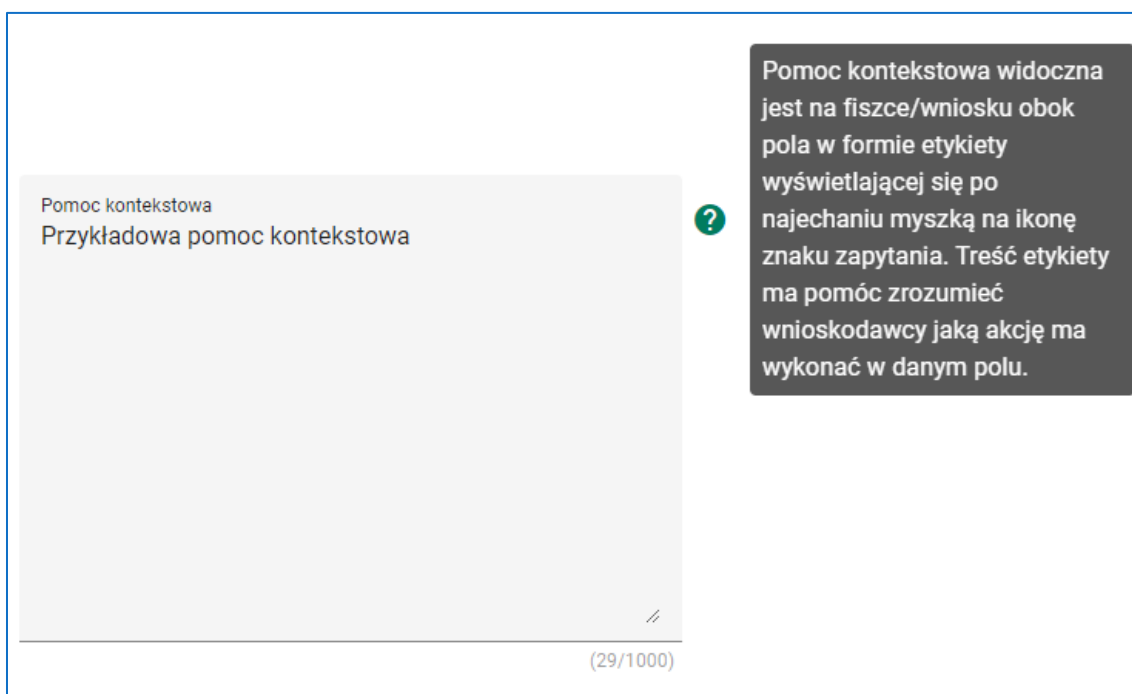 Pomoc kontekstowa widoczna
jest na fiszce/wniosku obok
pola w formie etykiety
wyświetlającej się po
najechaniu myszką na ikonę
znaku zapytania. Treść etykiety
ma pomóc zrozumieć
wnioskodawcy jaką akcję ma
wykonać w danym polu.
Pomoc kontekstowa
Przykładowa pomoc kontekstowa
?
(29/1000)